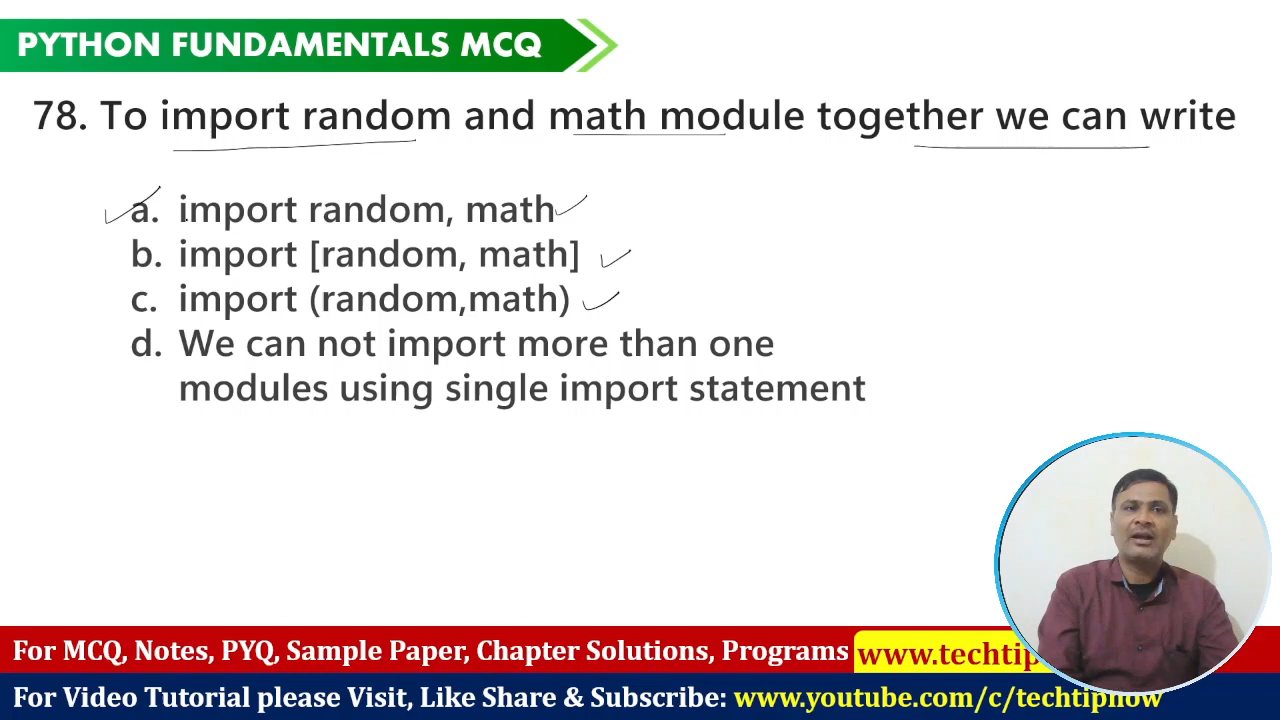 PYTHON FUNDAMENTALS MCQ
78. To import random and math module together we can write
a. import random, math
b. import [random, math]
c. import (random,math)
d. We can not import more than one
modules using single import statement
For MCQ, Notes, PYQ, Sample Paper, Chapter Solutions, Programs www.techtip
For Video Tutorial please Visit, Like Share & Subscribe: www.youtube.com/c/techtipnow